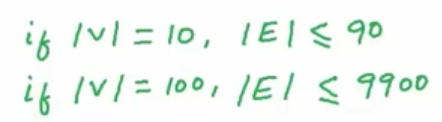 if |V| = 10, |E| ≤ 90
if |V| = 100, |E| ≤ 9900